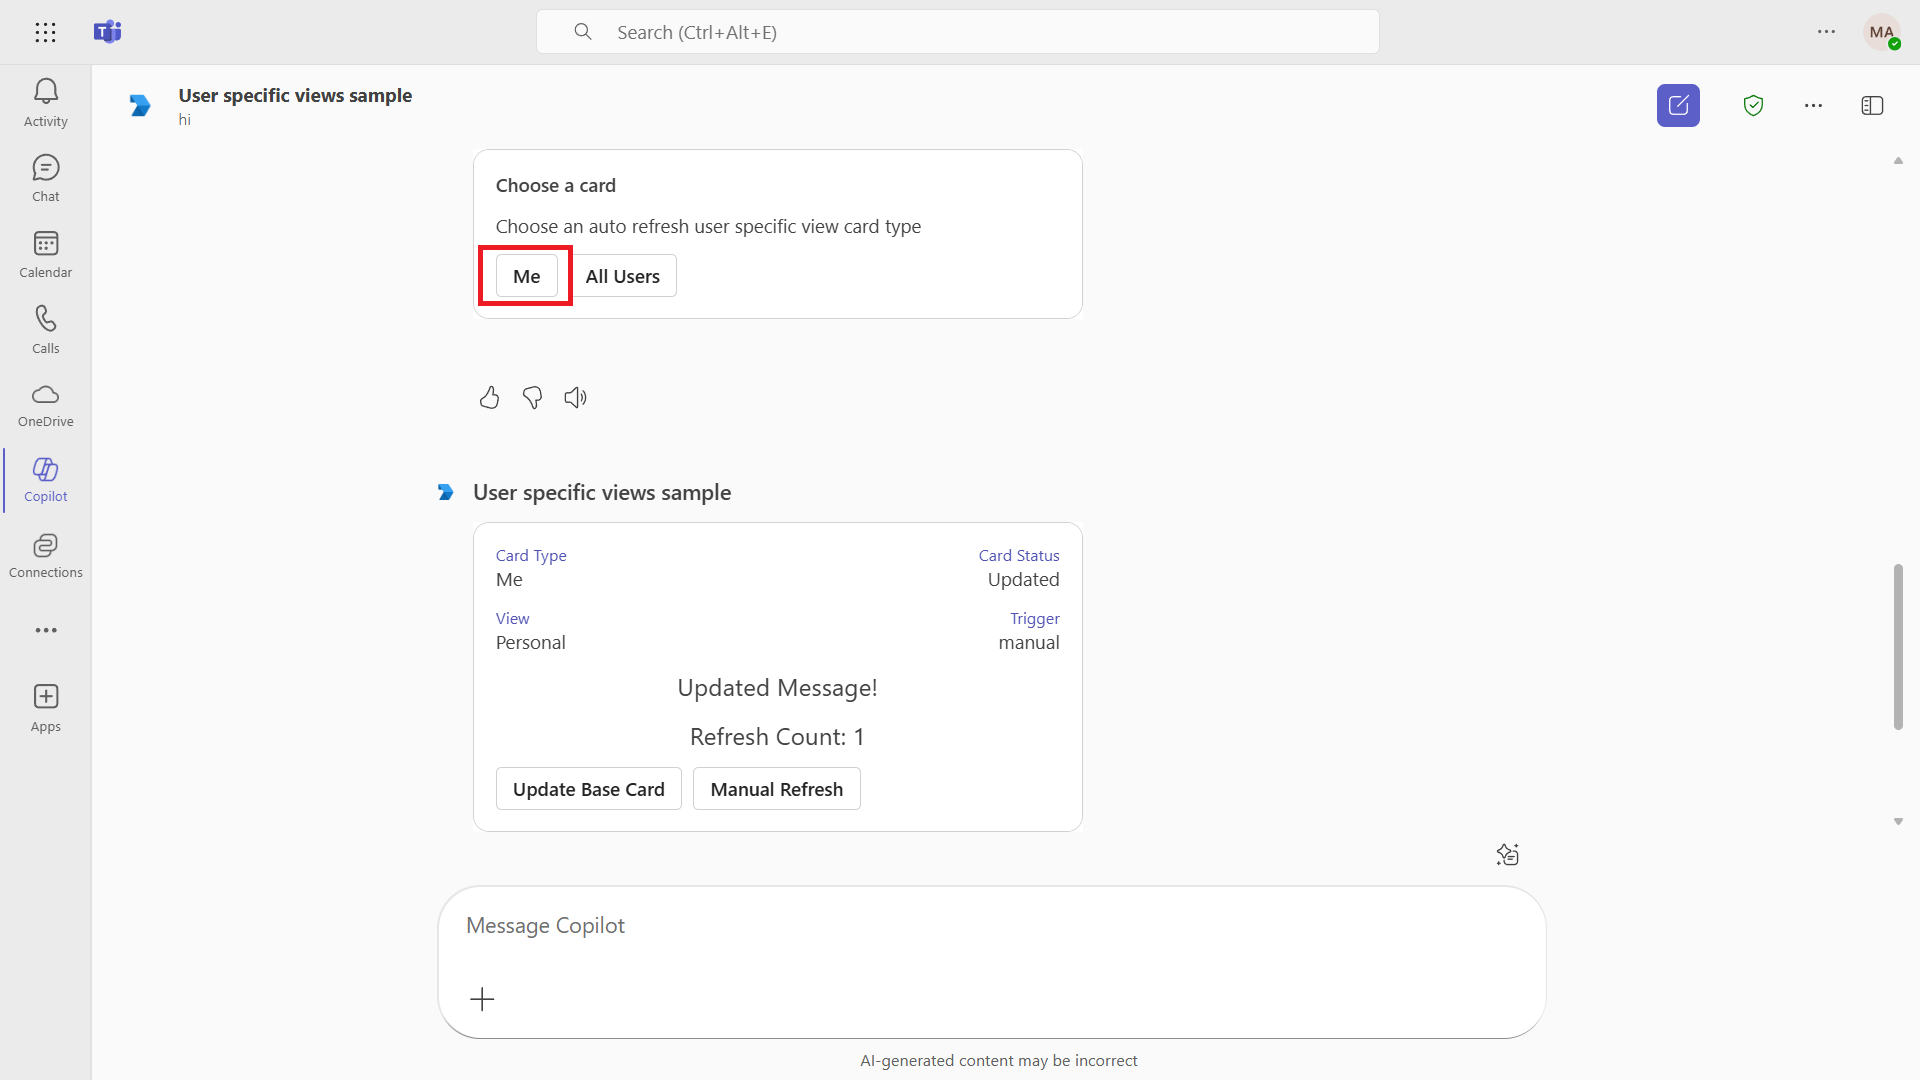 Search (Ctrl+Alt+E)
MA
Activity
Chat
Calendar
Calls
OneDrive
Copilot
Connections
Apps
User specific views sample
hi
Choose a card
Choose an auto refresh user specific view card type
Me
All Users
User specific views sample
Card Type
Card Status
Me
Updated
View
Trigger
Personal
manual
Updated Message!
Refresh Count: 1
Update Base Card
Manual Refresh
Message Copilot
AI-generated content may be incorrect